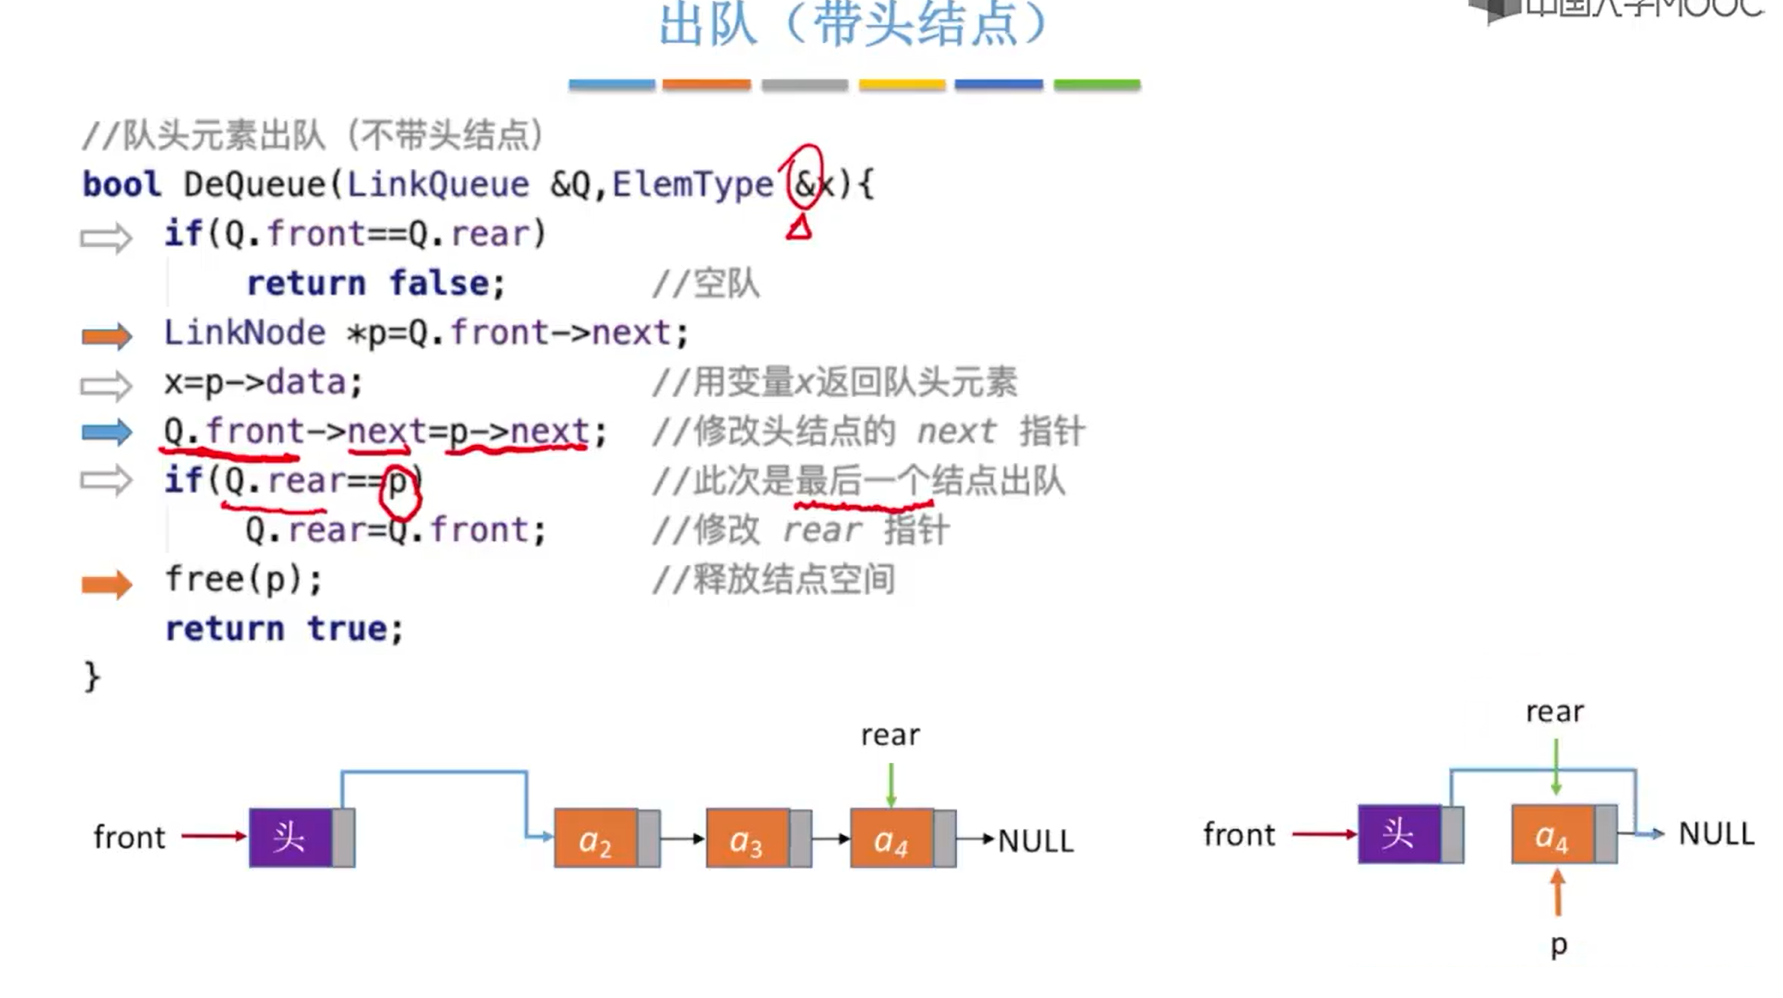 中国大学MOOC
出队（带头结点）
//队头元素出队（不带头结点）
bool DeQueue(LinkQueue &Q,ElemType &x){
if(Q.front==Q.rear)
return false; //空队
LinkNode *p=Q.front->next;
x=p->data; //用变量x返回队头元素
Q.front->next=p->next; //修改头结点的 next 指针
if(Q.rear==p) //此次是最后一个结点出队
Q.rear=Q.front; //修改 rear 指针
free(p); //释放结点空间
return true;
}
rear
front 头 a2 a3 a4 NULL
rear
front 头 a4 NULL
p